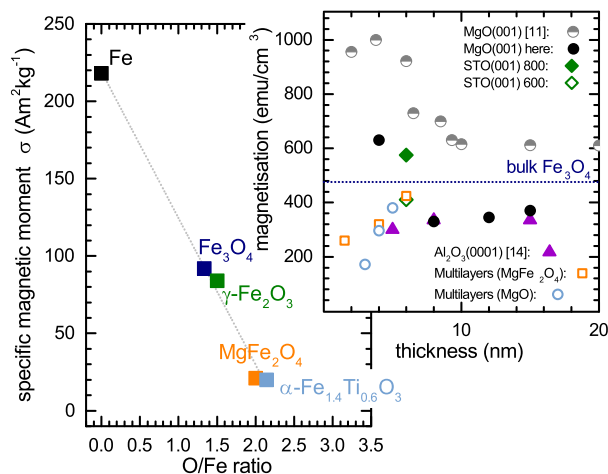 specific magnetic moment σ (Am²kg⁻¹)
250
200
150
100
50
0
0.0 0.5 1.0 1.5 2.0 2.5 3.0 3.5
O/Fe ratio
Fe
Fe₃O₄
γ-Fe₂O₃
MgFe₂O₄
α-Fe₁.₄Ti₀.₆O₃
magnetisation (emu/cm³)
1000
800
600
400
200
10 20
thickness (nm)
MgO(001) [11]:
MgO(001) here:
STO(001) 800:
STO(001) 600:
bulk Fe₃O₄
Al₂O₃(0001) [14]:
Multilayers (MgFe₂O₄):
Multilayers (MgO):